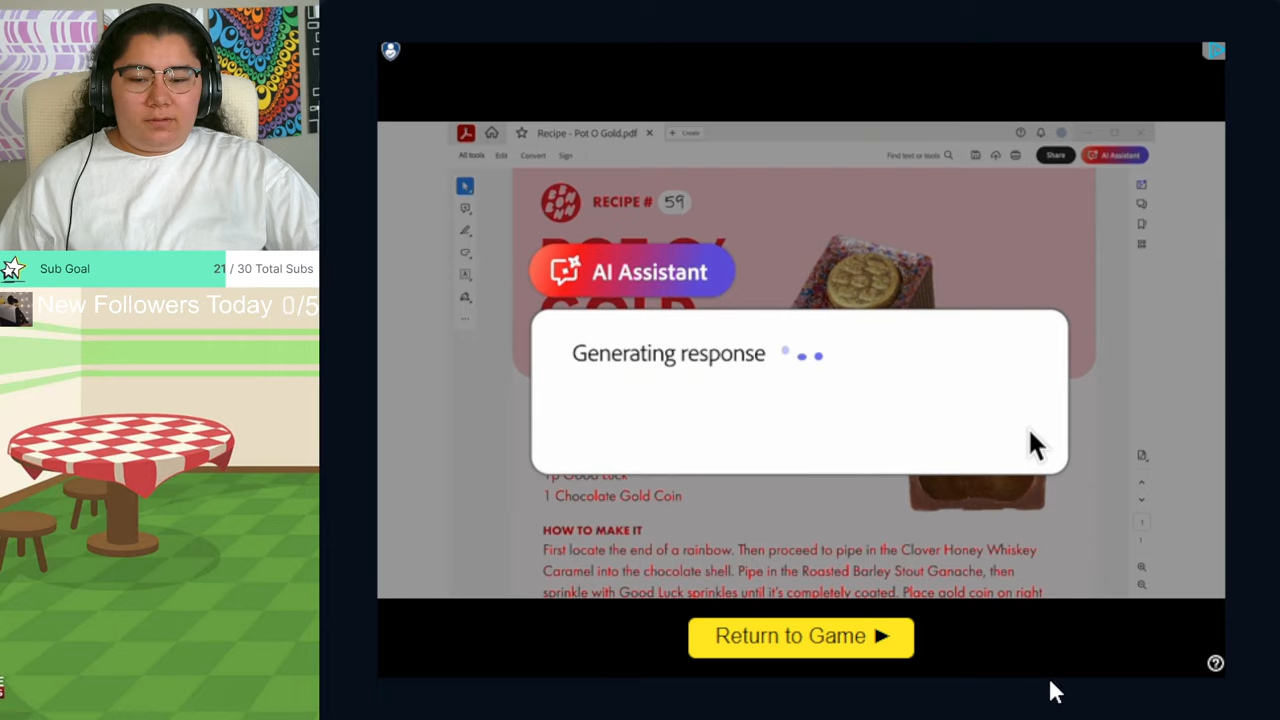 Sub Goal
21 / 30 Total Subs
New Followers Today 0/5
Recipe - Pot O Gold.pdf
Create
All tools
Edit
Convert
Sign
Find text or tools
Share
AI Assistant
RECIPE # 59
AI Assistant
Generating response
1 Chocolate Gold Coin
HOW TO MAKE IT
First locate the end of a rainbow. Then proceed to pipe in the Clover Honey Whiskey
Caramel into the chocolate shell. Pipe in the Roasted Barley Stout Ganache, then
sprinkle with Good Luck sprinkles until it's completely coated. Place gold coin on right
Return to Game